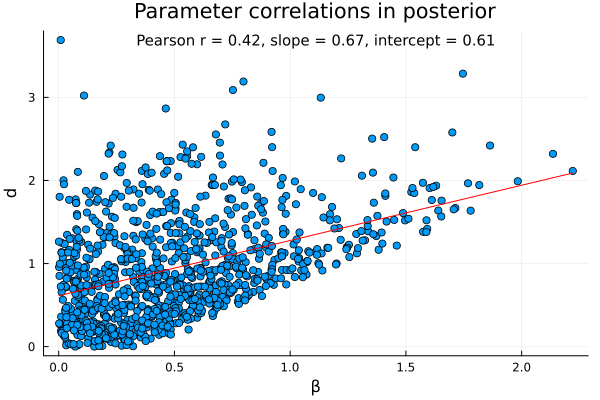 Parameter correlations in posterior
Pearson r = 0.42, slope = 0.67, intercept = 0.61
d
3
2
1
0
0.0 0.5 1.0 1.5 2.0
β